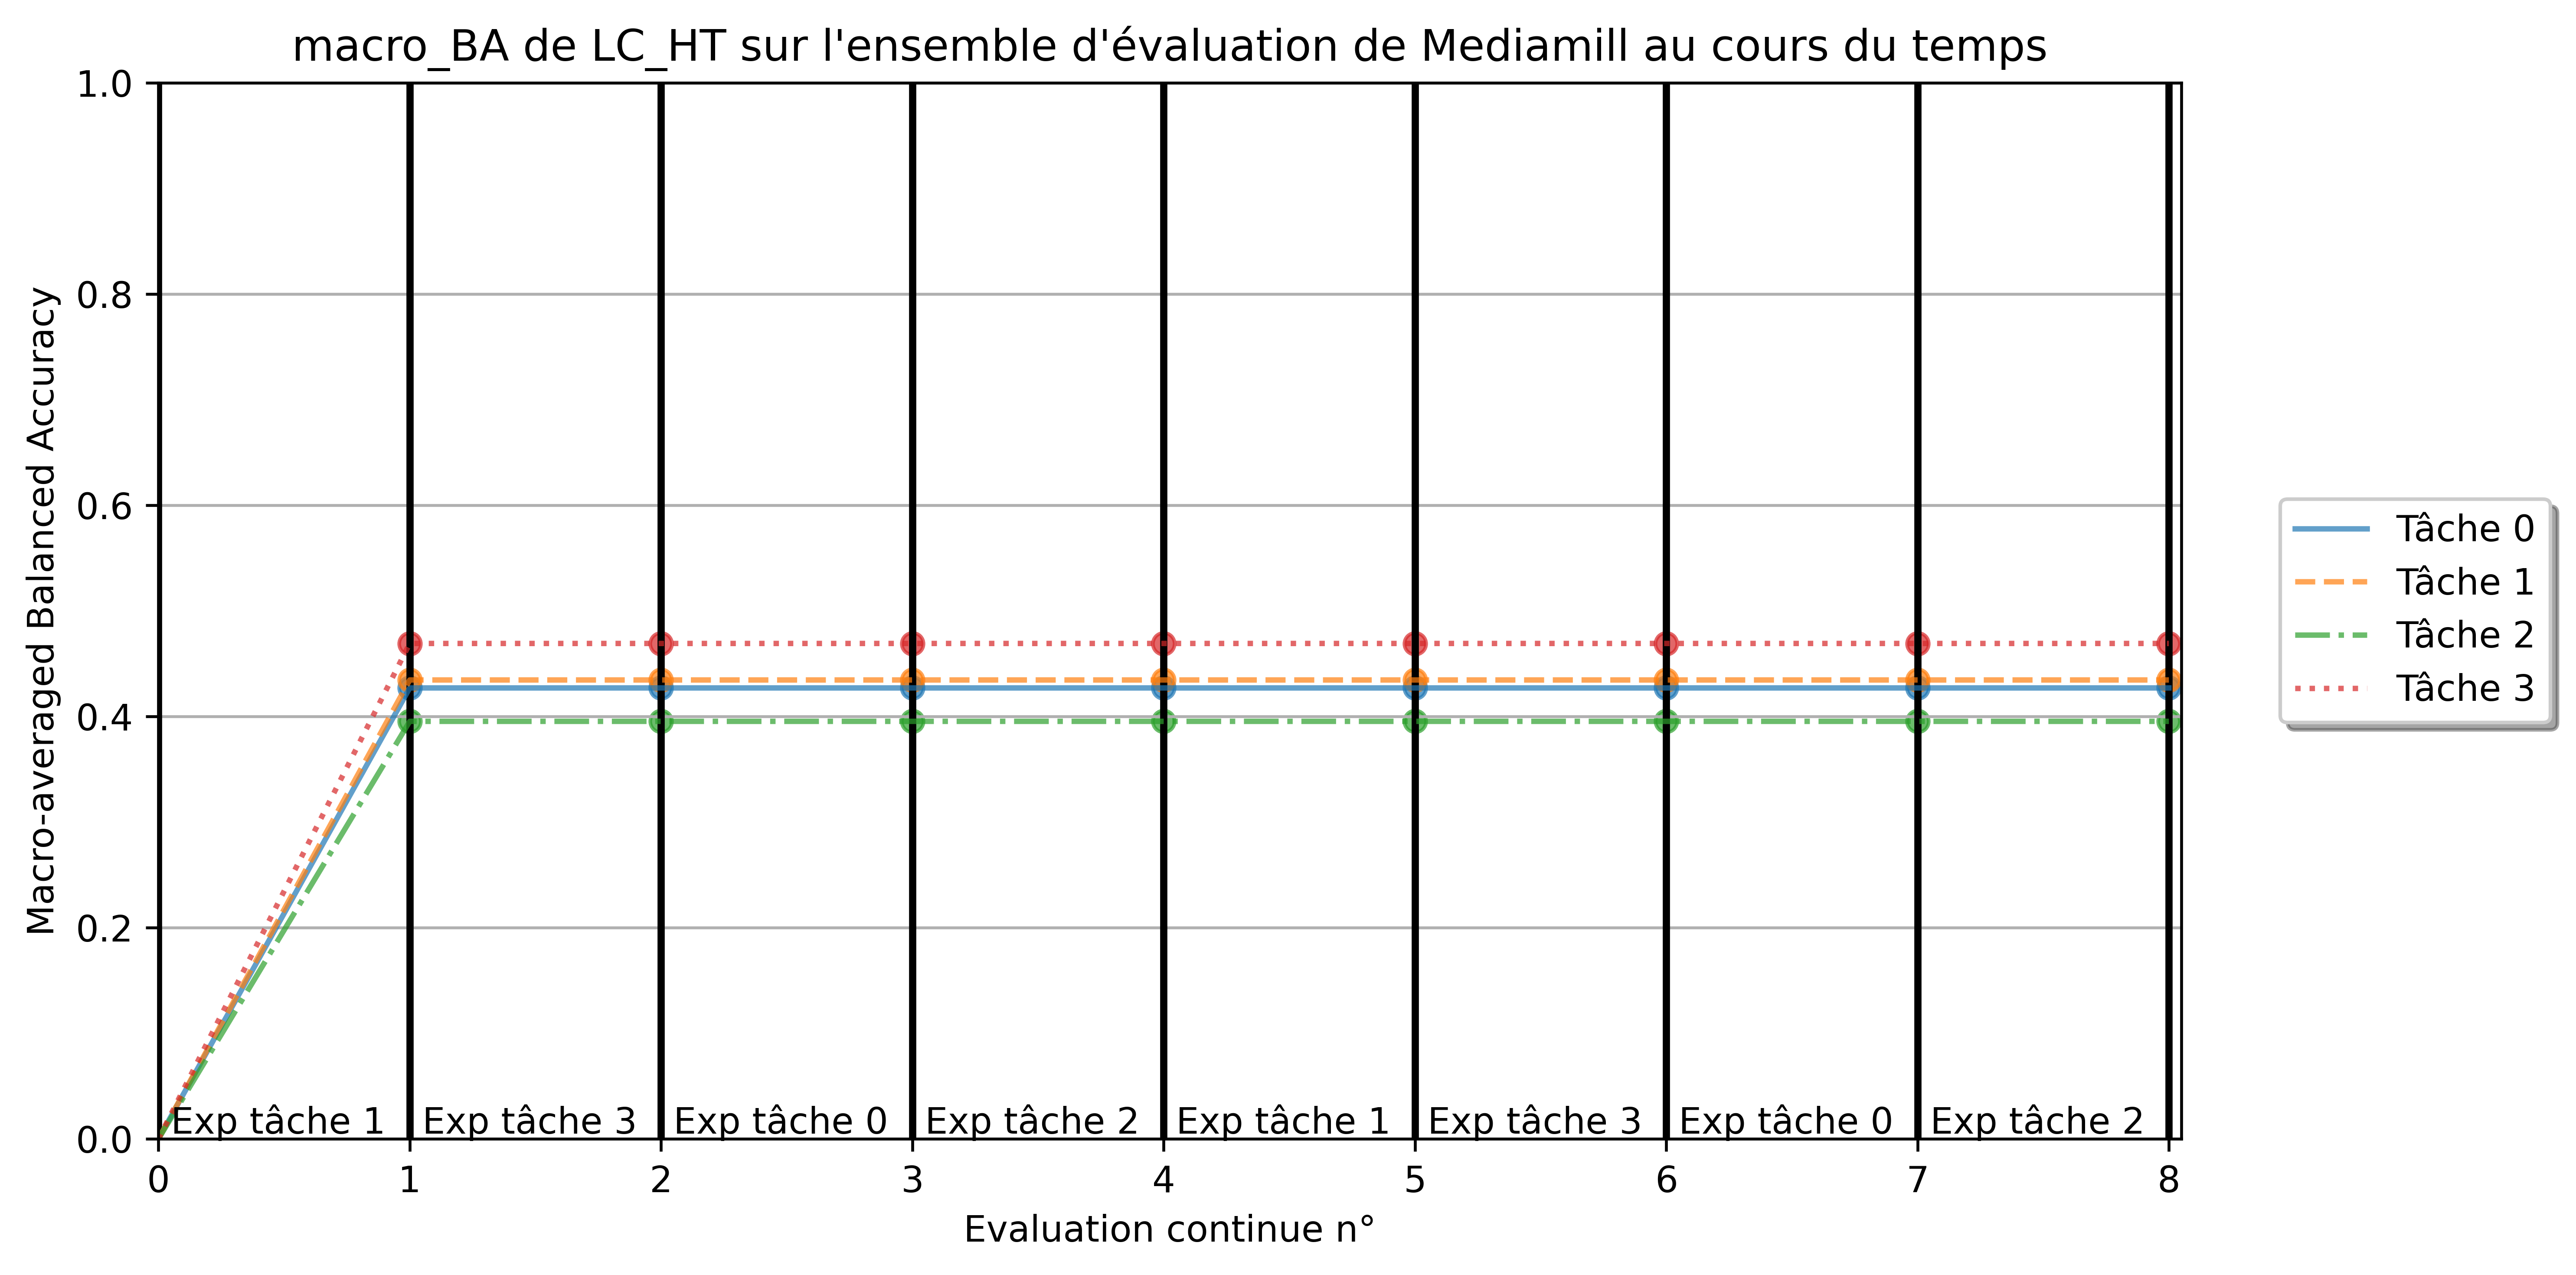 macro_BA de LC_HT sur l'ensemble d'évaluation de Mediamill au cours du temps
Macro-averaged Balanced Accuracy
1.0
0.8
0.6
0.4
0.2
0.0
Exp tâche 1
Exp tâche 3
Exp tâche 0
Exp tâche 2
Exp tâche 1
Exp tâche 3
Exp tâche 0
Exp tâche 2
0 1 2 3 4 5 6 7 8
Evaluation continue n°
Tâche 0
Tâche 1
Tâche 2
Tâche 3